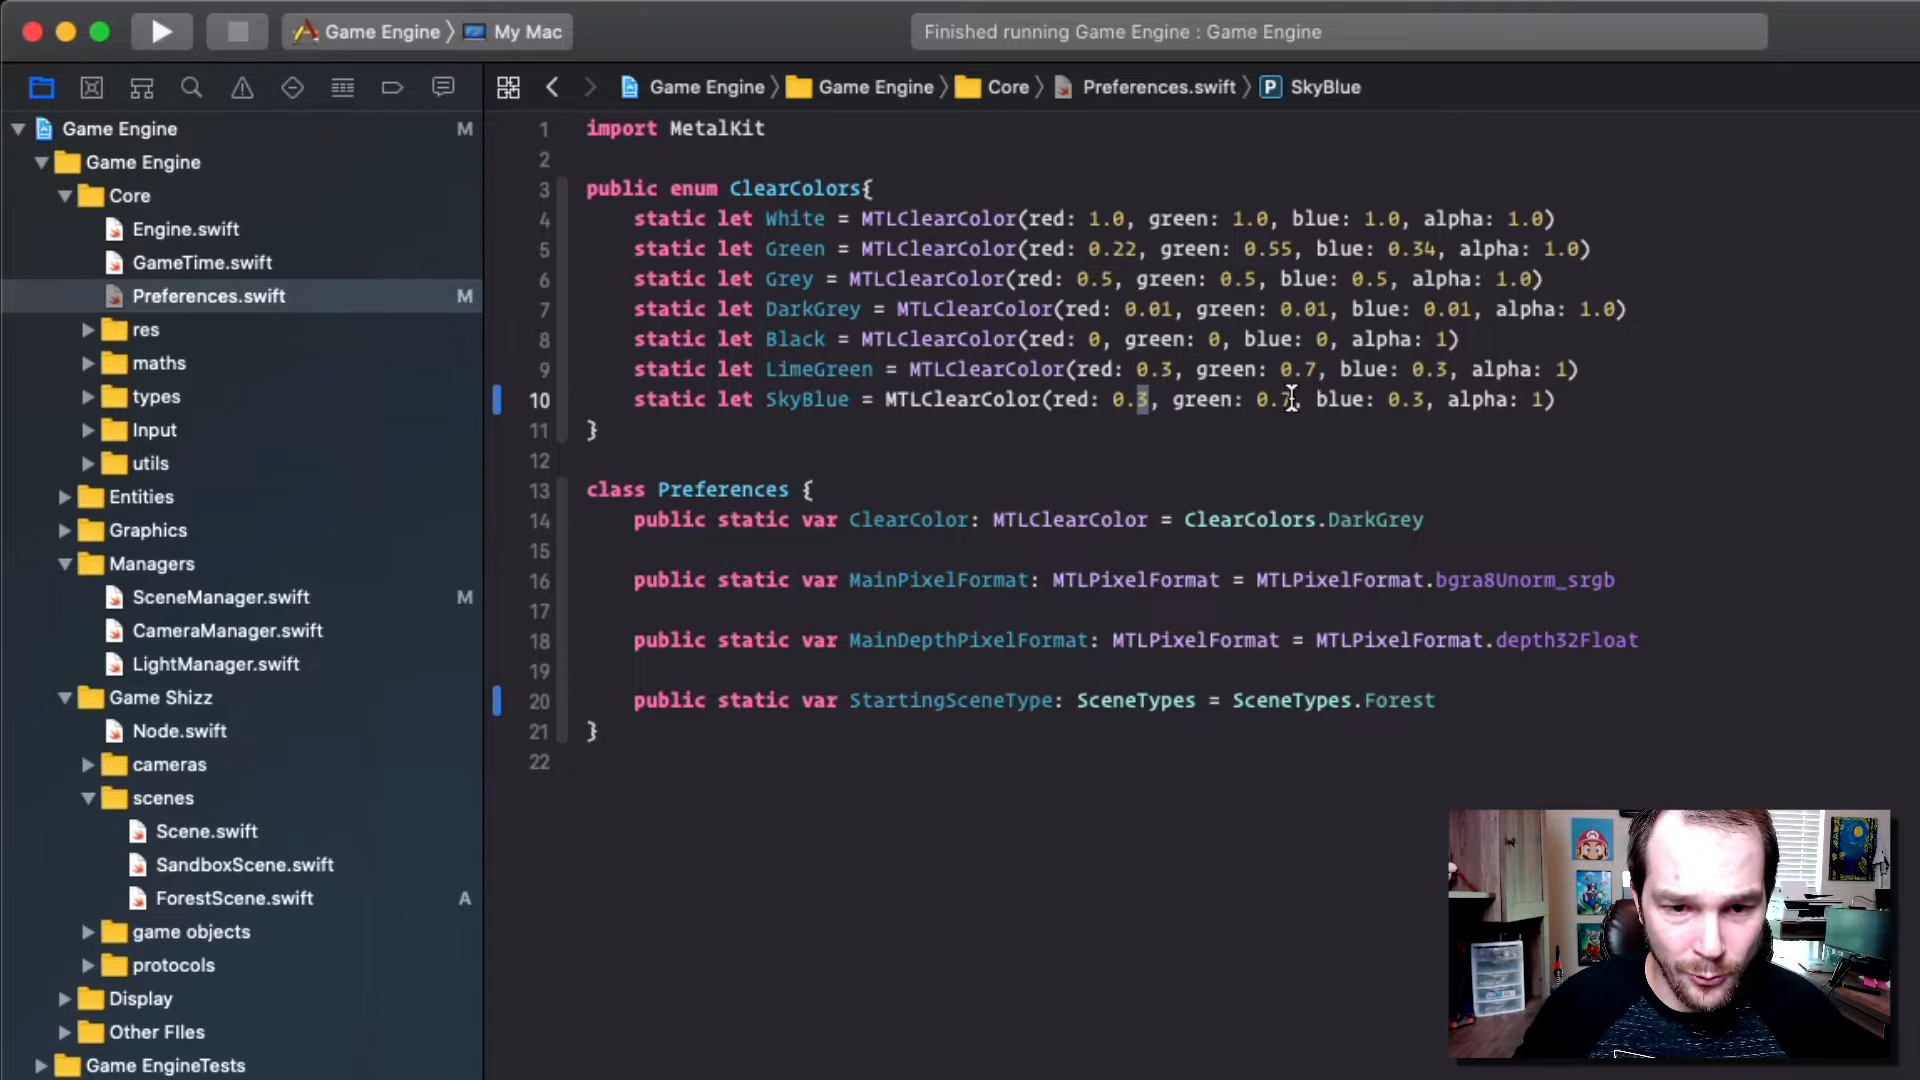 Game Engine 〉 My Mac
Finished running Game Engine : Game Engine
Game Engine 〉 Game Engine 〉 Core 〉 Preferences.swift 〉 P SkyBlue
Game Engine M
Game Engine
Core
Engine.swift
GameTime.swift
Preferences.swift M
res
maths
types
Input
utils
Entities
Graphics
Managers
SceneManager.swift M
CameraManager.swift
LightManager.swift
Game Shizz
Node.swift
cameras
scenes
Scene.swift
SandboxScene.swift
ForestScene.swift A
game objects
protocols
Display
Other FIles
Game EngineTests
1 import MetalKit
2
3 public enum ClearColors{
4 static let White = MTLClearColor(red: 1.0, green: 1.0, blue: 1.0, alpha: 1.0)
5 static let Green = MTLClearColor(red: 0.22, green: 0.55, blue: 0.34, alpha: 1.0)
6 static let Grey = MTLClearColor(red: 0.5, green: 0.5, blue: 0.5, alpha: 1.0)
7 static let DarkGrey = MTLClearColor(red: 0.01, green: 0.01, blue: 0.01, alpha: 1.0)
8 static let Black = MTLClearColor(red: 0, green: 0, blue: 0, alpha: 1)
9 static let LimeGreen = MTLClearColor(red: 0.3, green: 0.7, blue: 0.3, alpha: 1)
10 static let SkyBlue = MTLClearColor(red: 0.3, green: 0.7, blue: 0.3, alpha: 1)
11 }
12
13 class Preferences {
14 public static var ClearColor: MTLClearColor = ClearColors.DarkGrey
15
16 public static var MainPixelFormat: MTLPixelFormat = MTLPixelFormat.bgra8Unorm_srgb
17
18 public static var MainDepthPixelFormat: MTLPixelFormat = MTLPixelFormat.depth32Float
19
20 public static var StartingSceneType: SceneTypes = SceneTypes.Forest
21 }
22